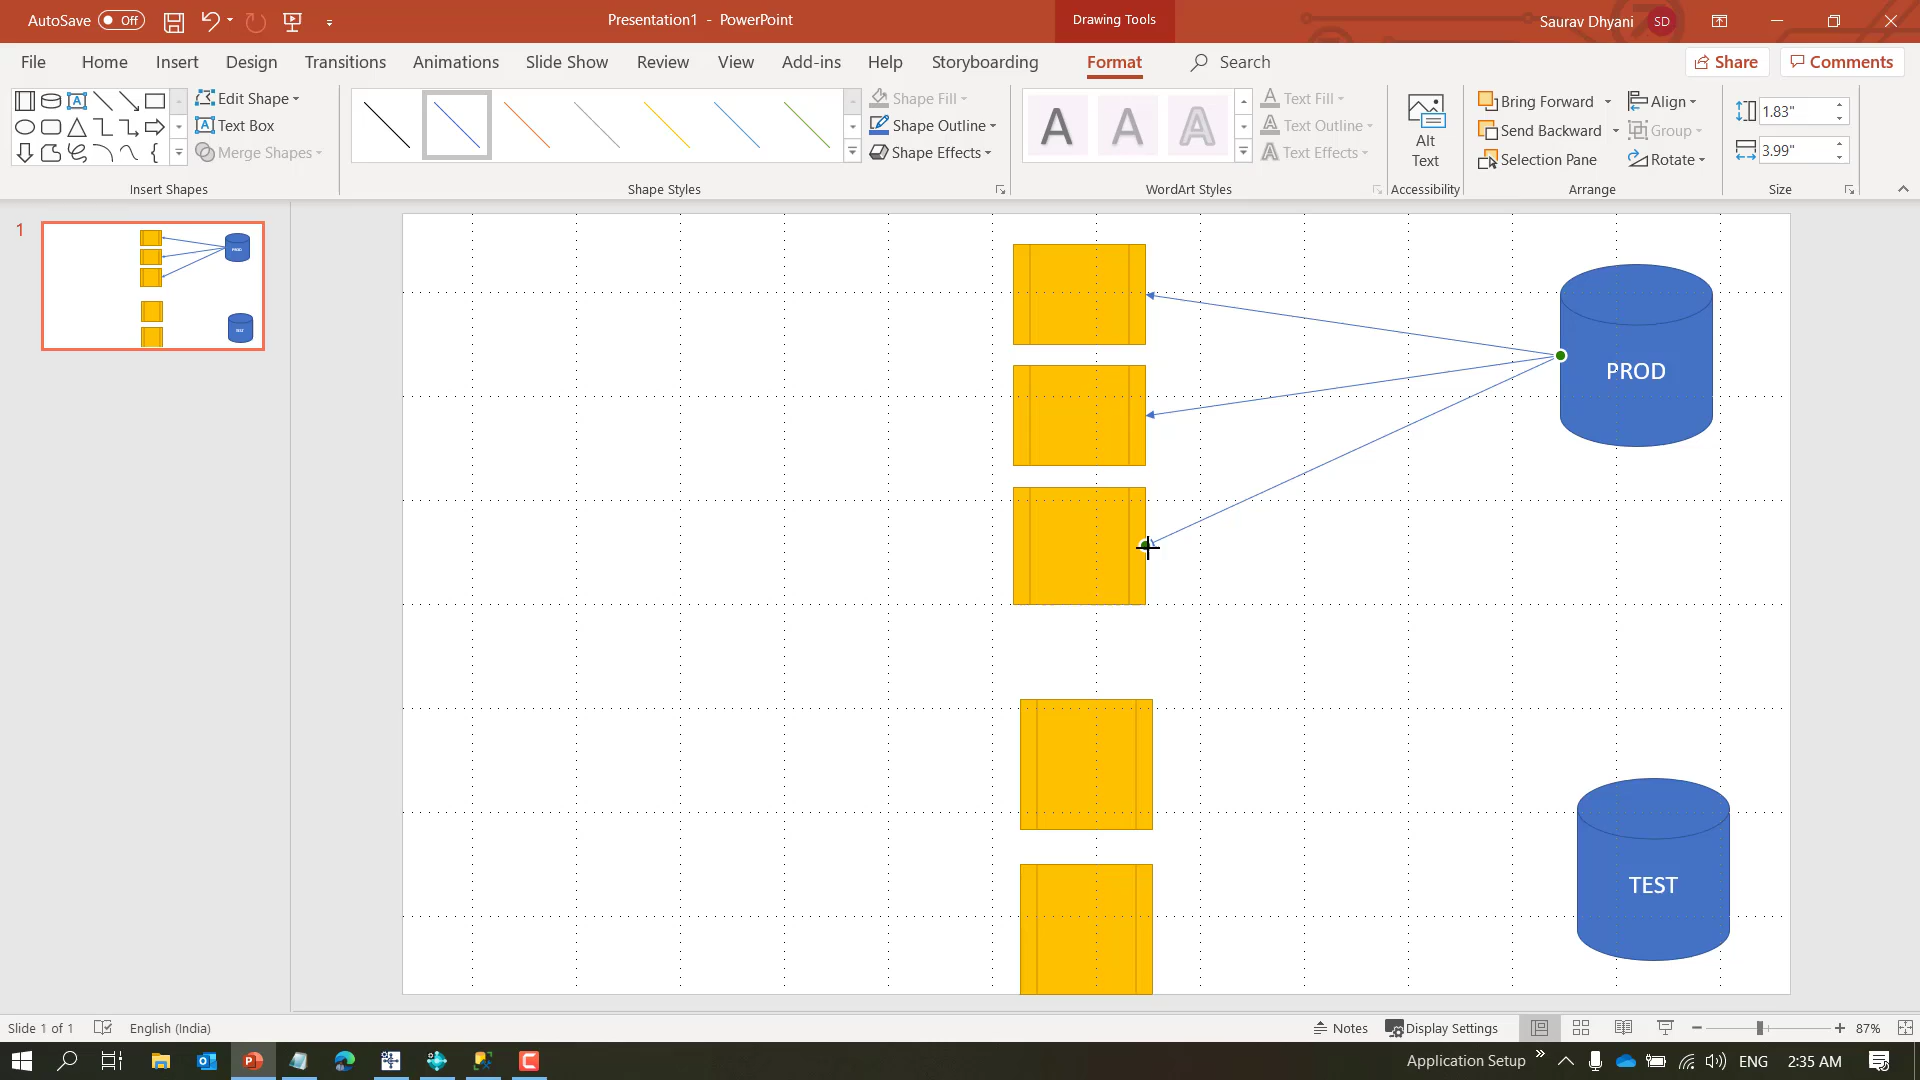 AutoSave Off
Presentation1 - PowerPoint
Drawing Tools
Saurav Dhyani SD
File Home Insert Design Transitions Animations Slide Show Review View Add-ins Help Storyboarding Format Search Share Comments
Edit Shape
Text Box
Merge Shapes
Insert Shapes
Shape Fill
Shape Outline
Shape Effects
Shape Styles
A A A
Text Fill
Text Outline
Text Effects
WordArt Styles
Alt
Text
Accessibility
Bring Forward
Send Backward
Selection Pane
Align
Group
Rotate
Arrange
1.83"
3.99"
Size
1
PROD
TEST
Slide 1 of 1
English (India)
Notes
Display Settings
87%
Application Setup
ENG
2:35 AM